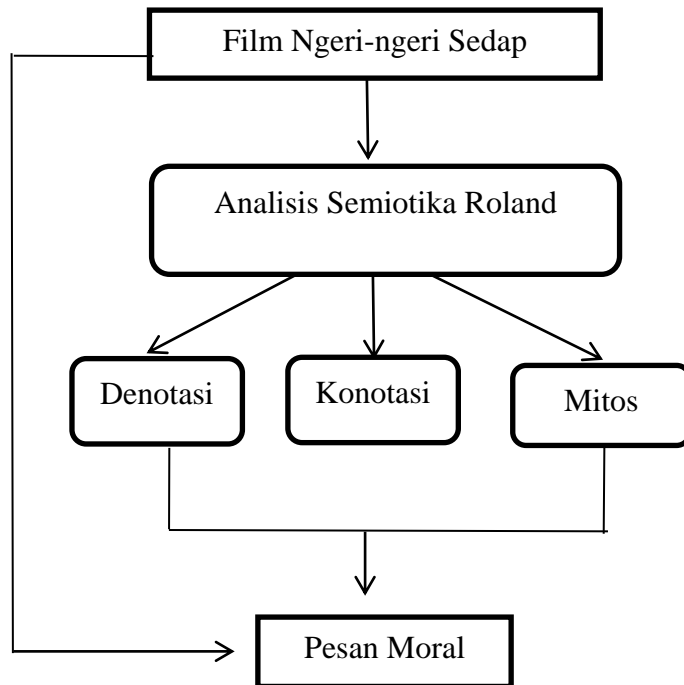 Film Ngeri-ngeri Sedap
Analisis Semiotika Roland
Denotasi
Konotasi
Mitos
Pesan Moral